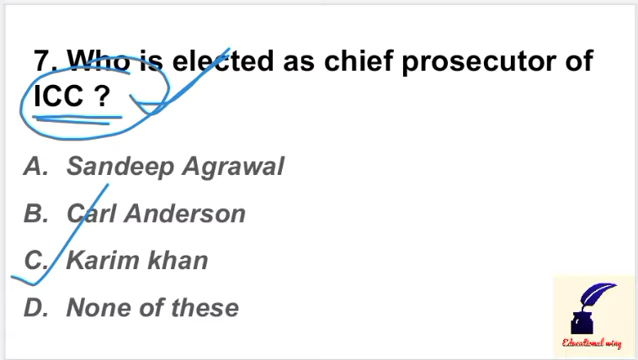 7. Who is elected as chief prosecutor of
ICC ?
A. Sandeep Agrawal
B. Carl Anderson
C. Karim khan
D. None of these
Educational wing